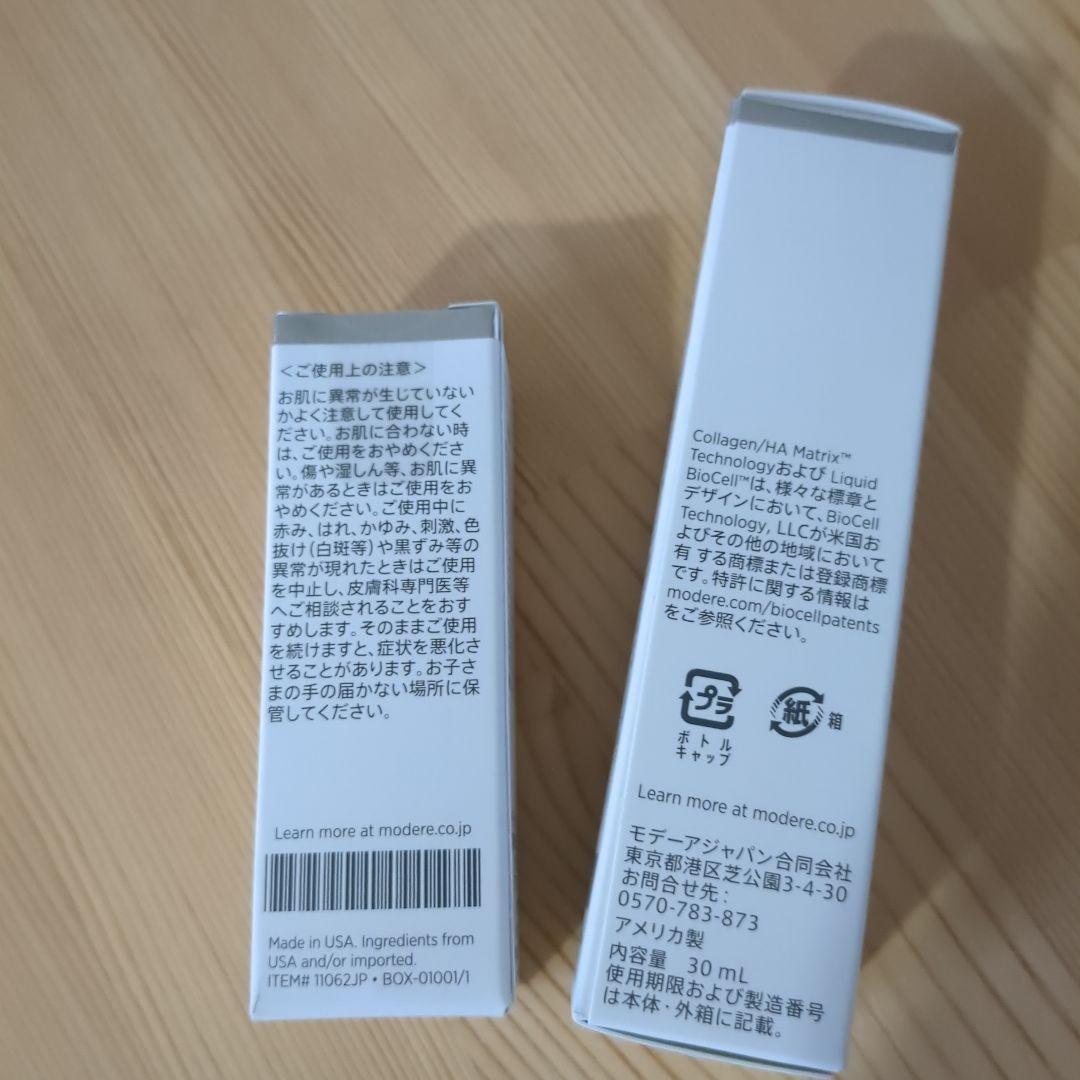 ＜ご使用上の注意＞
お肌に異常が生じていない
かよく注意して使用してく
ださい。お肌に合わない時
は、ご使用をおやめくださ
い。傷や湿しん等、お肌に異
常があるときはご使用をお
やめください。ご使用中に
赤み、はれ、かゆみ、刺激、色
抜け（白斑等）や黒ずみ等の
異常が現れたときはご使用
を中止し、皮膚科専門医等
へご相談されることをおす
すめします。そのままご使用
を続けますと、症状を悪化さ
せることがあります。お子さ
まの手の届かない場所に保
管してください。
Learn more at modere.co.jp
Made in USA. Ingredients from
USA and/or imported.
ITEM# 11062JP • BOX-01001/1
Collagen/HA Matrix™
Technologyおよび Liquid
BioCell™は、様々な標章と
デザインにおいて、BioCell
Technology, LLCが米国お
よびその他の地域において
有 する商標または登録商標
です。特許に関する情報は
modere.com/biocellpatents
をご参照ください。
プラ
ボトル
キャップ
紙 箱
Learn more at modere.co.jp
モデーアジャパン合同会社
東京都港区芝公園3-4-30
お問合せ先：
0570-783-873
アメリカ製
内容量 30 mL
使用期限および製造番号
は本体・外箱に記載。